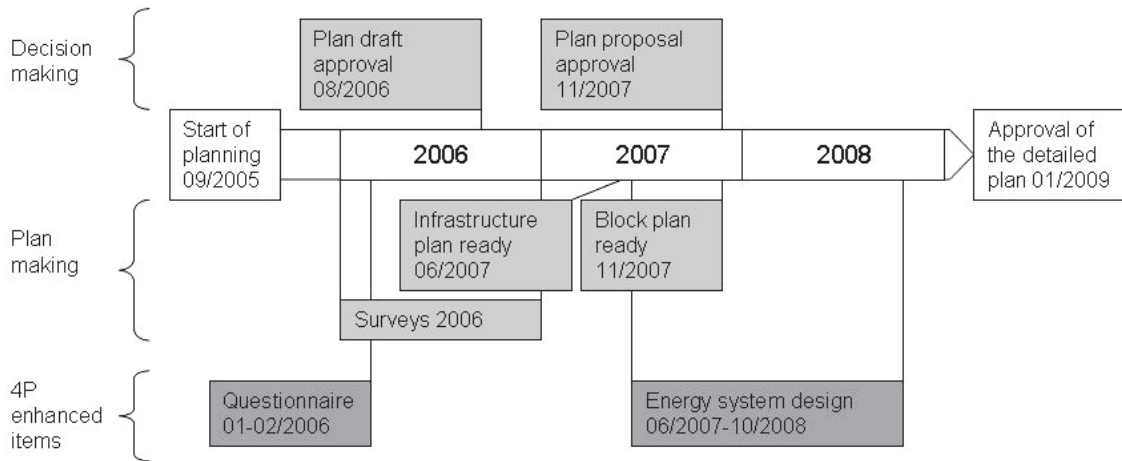 Decision
making
Plan draft
approval
08/2006
Plan proposal
approval
11/2007
Start of
planning
09/2005
2006
2007
2008
Approval of
the detailed
plan 01/2009
Plan
making
Infrastructure
plan ready
06/2007
Block plan
ready
11/2007
Surveys 2006
4P
enhanced
items
Questionnaire
01-02/2006
Energy system design
06/2007-10/2008